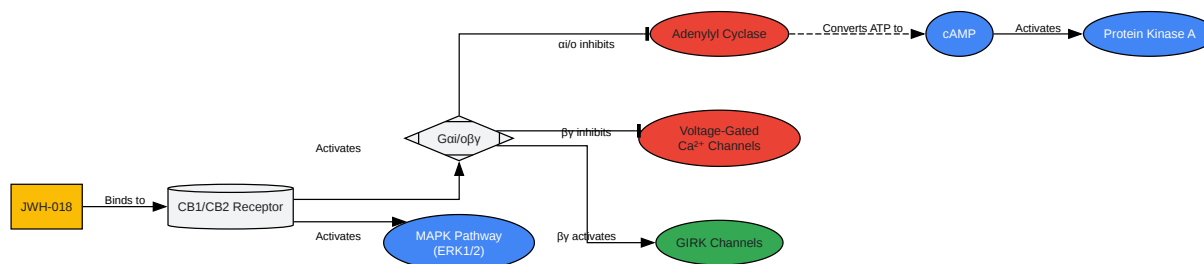 αi/o inhibits
Adenylyl Cyclase
Converts ATP to
cAMP
Activates
Protein Kinase A
Gαi/oβγ
βγ inhibits
Voltage-Gated
Ca²⁺ Channels
Activates
JWH-018
Binds to
CB1/CB2 Receptor
Activates
MAPK Pathway
(ERK1/2)
βγ activates
GIRK Channels